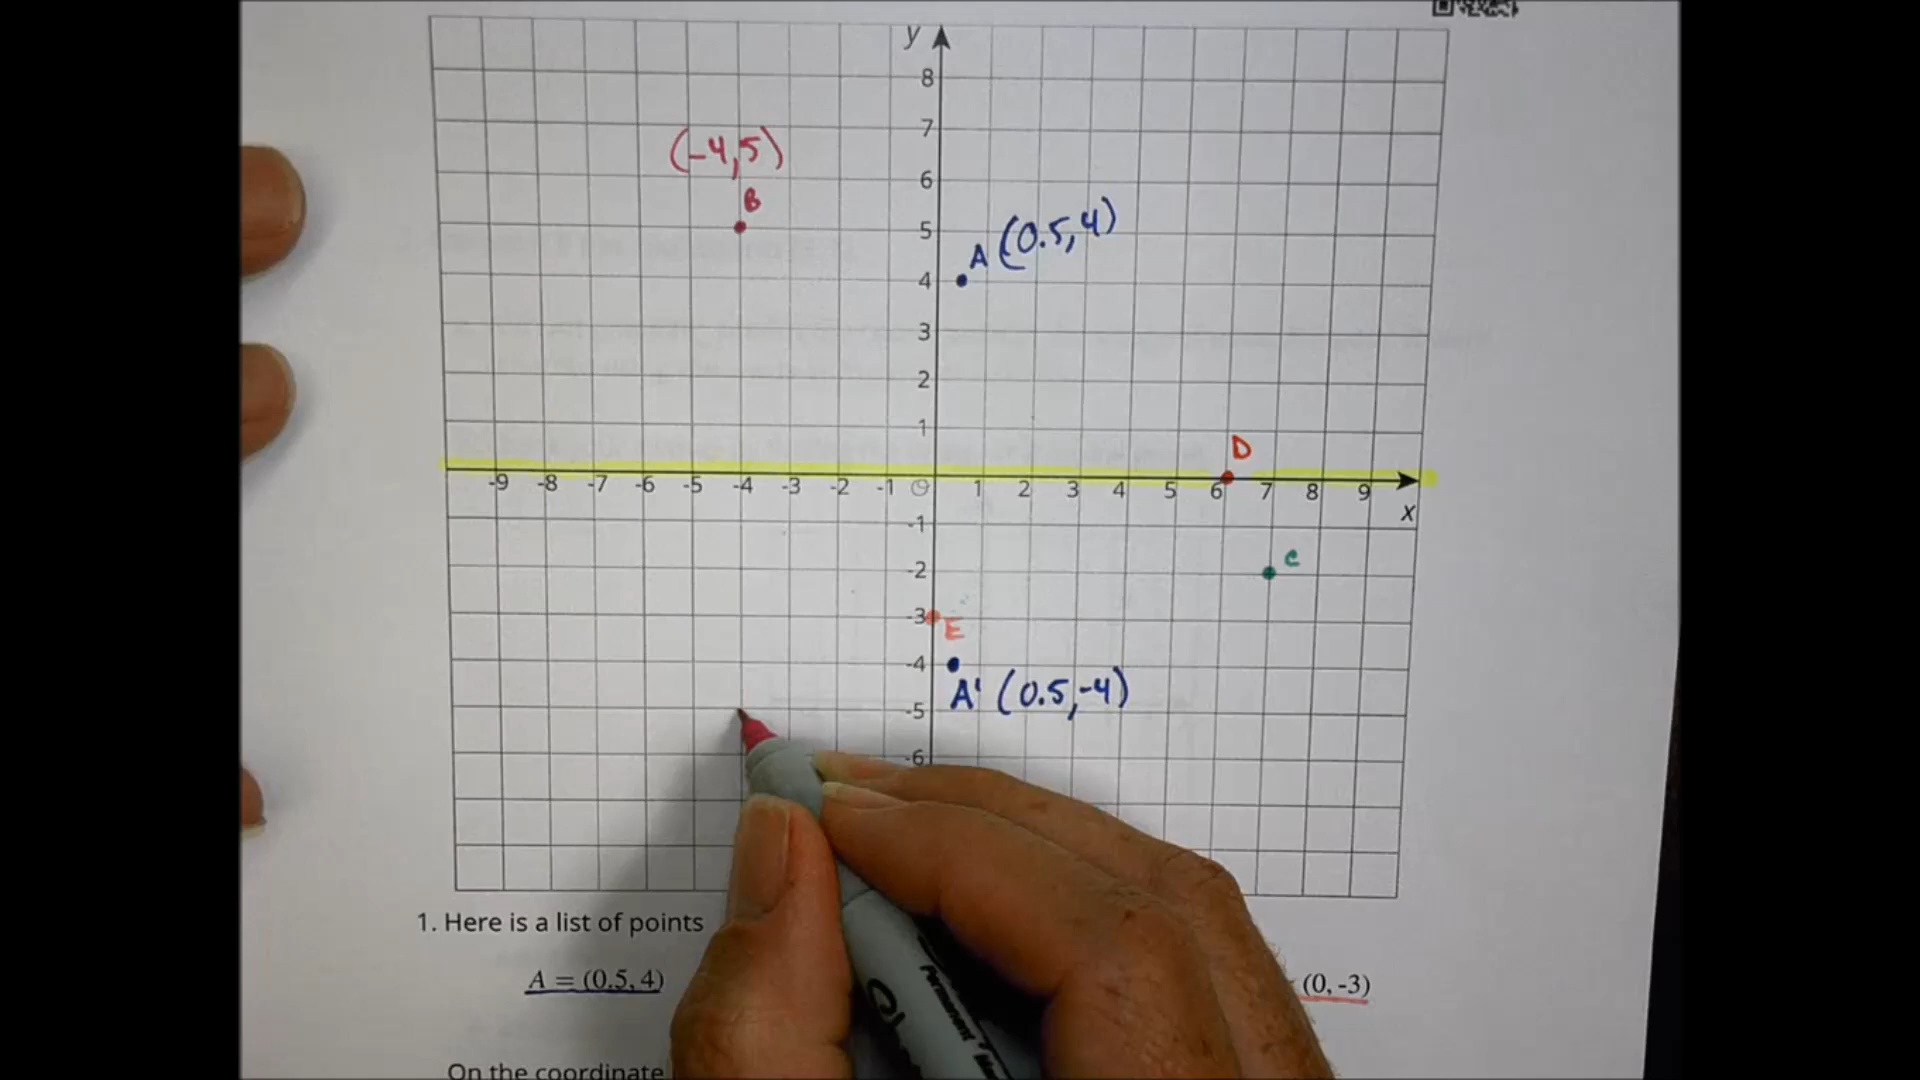 y
8
7
(-4,5)
6
B
5
A (0.5,4)
4
3
2
1
D
-9 -8 -7 -6 -5 -4 -3 -2 -1 O 1 2 3 4 5 6 7 8 9
x
-1
-2
C
-3
E
-4
A' (0.5,-4)
-5
-6
1. Here is a list of points
A = (0.5, 4)
(0, -3)
Permanent
On the coordinate